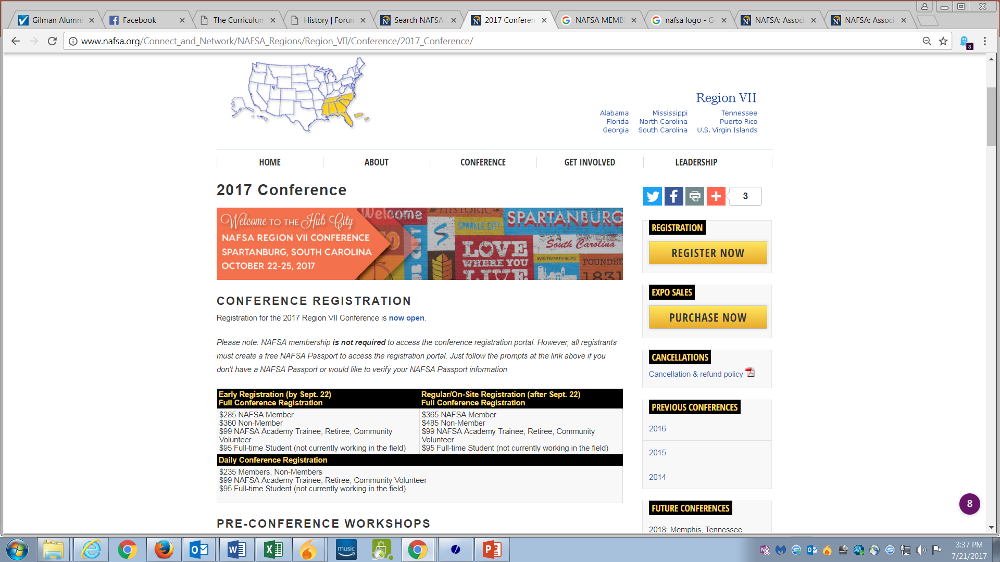 Gilman Alumni
Facebook
The Curriculum
History | Forum
Search NAFSA
2017 Conferen
NAFSA MEMB
nafsa logo - G
NAFSA: Associ
NAFSA: Associ
www.nafsa.org/Connect_and_Network/NAFSA_Regions/Region_VII/Conference/2017_Conference/
8
Region VII
Alabama Mississippi Tennessee
Florida North Carolina Puerto Rico
Georgia South Carolina U.S. Virgin Islands
HOME ABOUT CONFERENCE GET INVOLVED LEADERSHIP
2017 Conference
Welcome TO THE Hub City
NAFSA REGION VII CONFERENCE
SPARTANBURG, SOUTH CAROLINA
OCTOBER 22-25, 2017
Welcome
HISTORIC
SPARKLE CITY
SPARTANBURG
South Carolina
LOVE
WHERE YOU
LIVE
#VISITSPARTANBURG
FOUNDED
1831
CONFERENCE REGISTRATION
Registration for the 2017 Region VII Conference is now open.
Please note: NAFSA membership is not required to access the conference registration portal. However, all registrants
must create a free NAFSA Passport to access the registration portal. Just follow the prompts at the link above if you
don't have a NAFSA Passport or would like to verify your NAFSA Passport information.
Early Registration (by Sept. 22)
Full Conference Registration
Regular/On-Site Registration (after Sept. 22)
Full Conference Registration
$285 NAFSA Member
$360 Non-Member
$99 NAFSA Academy Trainee, Retiree, Community
Volunteer
$95 Full-time Student (not currently working in the field)
$365 NAFSA Member
$485 Non-Member
$99 NAFSA Academy Trainee, Retiree, Community
Volunteer
$95 Full-time Student (not currently working in the field)
Daily Conference Registration
$235 Members, Non-Members
$99 NAFSA Academy Trainee, Retiree, Community Volunteer
$95 Full-time Student (not currently working in the field)
PRE-CONFERENCE WORKSHOPS
3
REGISTRATION
REGISTER NOW
EXPO SALES
PURCHASE NOW
CANCELLATIONS
Cancellation & refund policy
PREVIOUS CONFERENCES
2016
2015
2014
FUTURE CONFERENCES
2018: Memphis, Tennessee
8
music
3:37 PM
7/21/2017